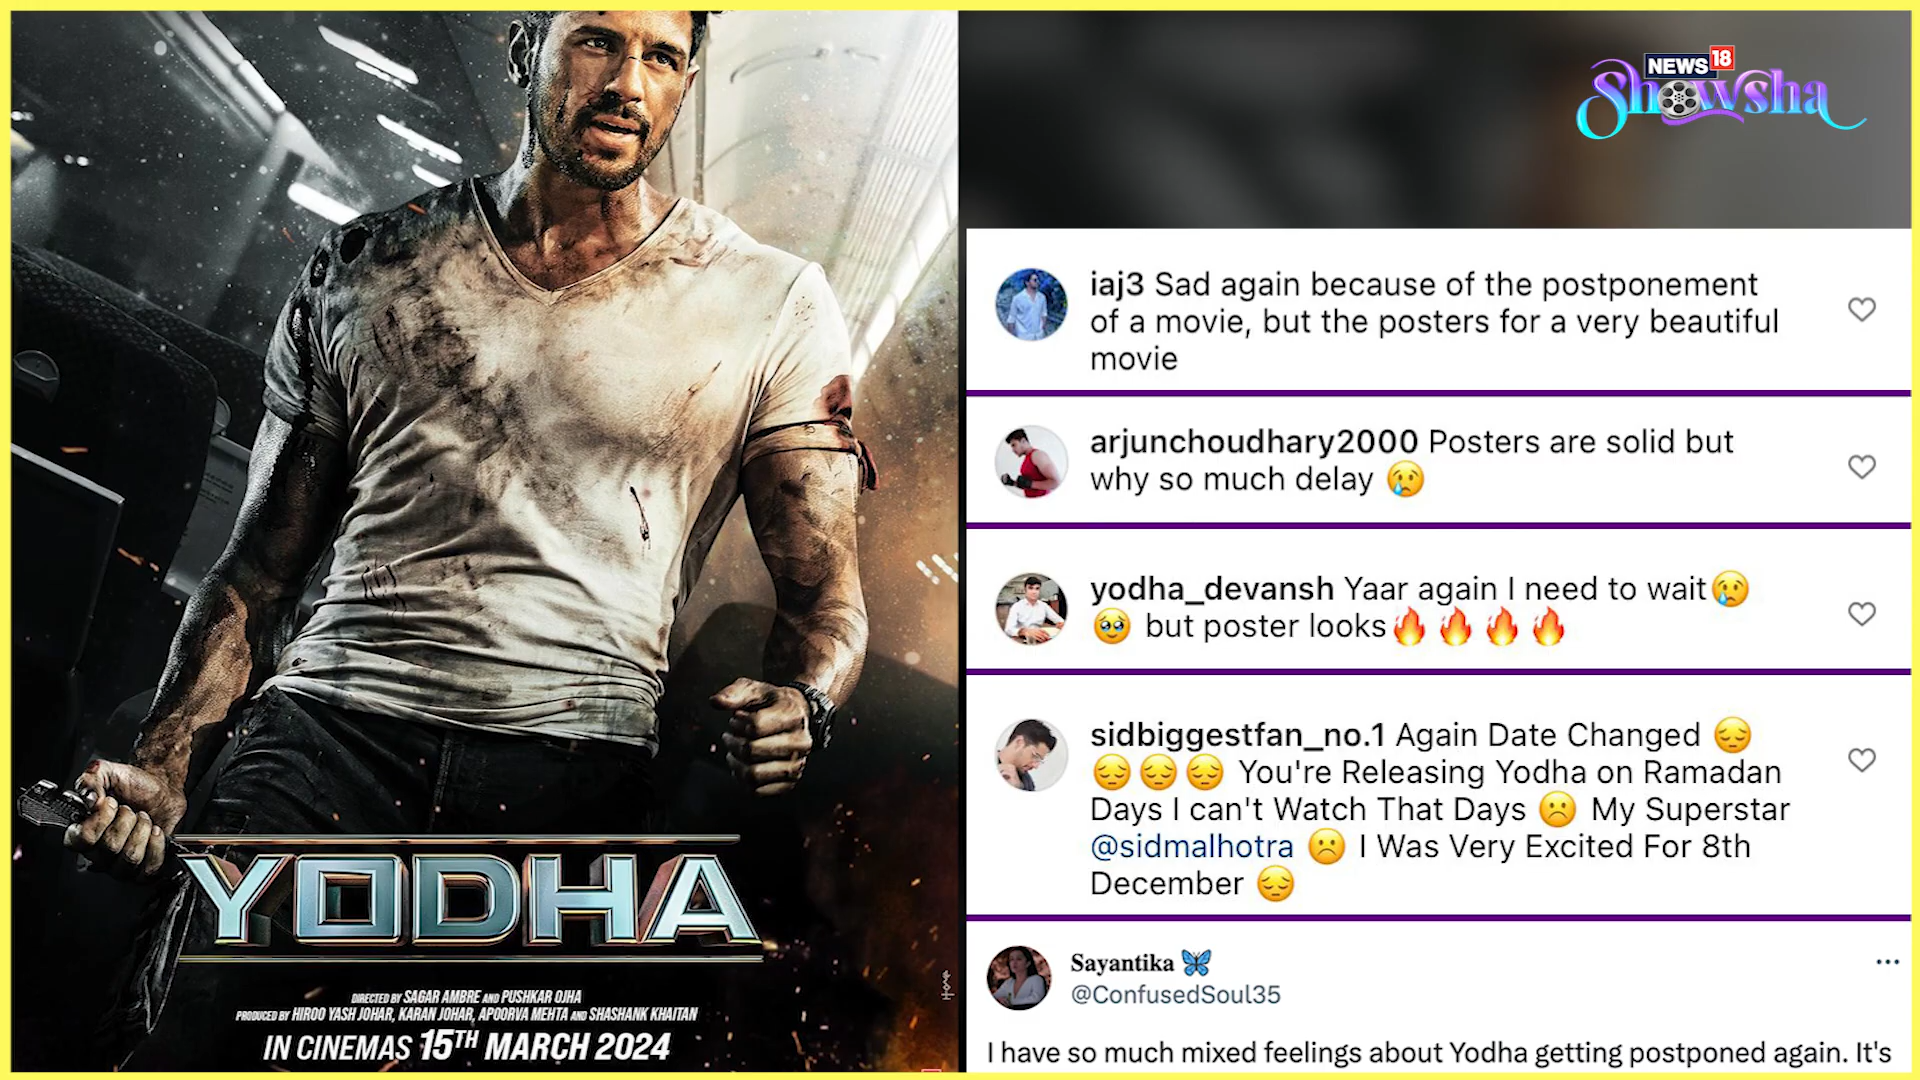 NEWS 18
Showsha
iaj3 Sad again because of the postponement
of a movie, but the posters for a very beautiful
movie
arjunchoudhary2000 Posters are solid but
why so much delay 😢
yodha_devansh Yaar again I need to wait😢
🥹 but poster looks🔥🔥🔥🔥
sidbiggestfan_no.1 Again Date Changed 😔
😔😔😔 You're Releasing Yodha on Ramadan
Days I can't Watch That Days ☹️ My Superstar
@sidmalhotra ☹️ I Was Very Excited For 8th
December 😔
Sayantika 🦋
@ConfusedSoul35
I have so much mixed feelings about Yodha getting postponed again. It's
YODHA
DIRECTED BY SAGAR AMBRE AND PUSHKAR OJHA
PRODUCED BY HIROO YASH JOHAR, KARAN JOHAR, APOORVA MEHTA AND SHASHANK KHAITAN
IN CINEMAS 15TH MARCH 2024